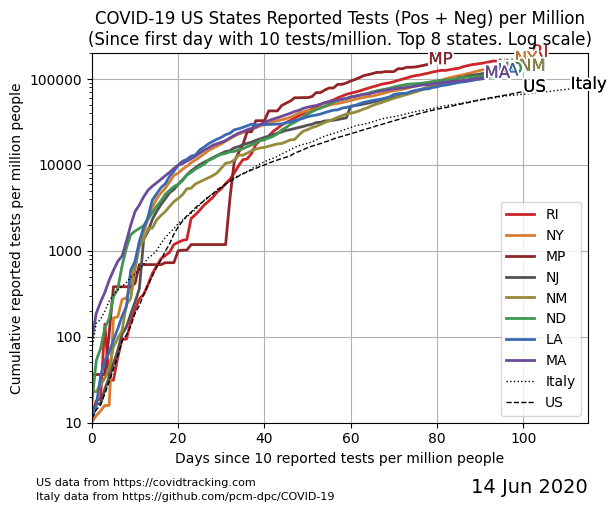 COVID-19 US States Reported Tests (Pos + Neg) per Million
(Since first day with 10 tests/million. Top 8 states. Log scale)
Cumulative reported tests per million people
100000
10000
1000
100
10
MP
RI
NY
NM
MA
US
Italy
RI
NY
MP
NJ
NM
ND
LA
MA
Italy
US
0
20
40
60
80
100
Days since 10 reported tests per million people
US data from https://covidtracking.com
Italy data from https://github.com/pcm-dpc/COVID-19
14 Jun 2020